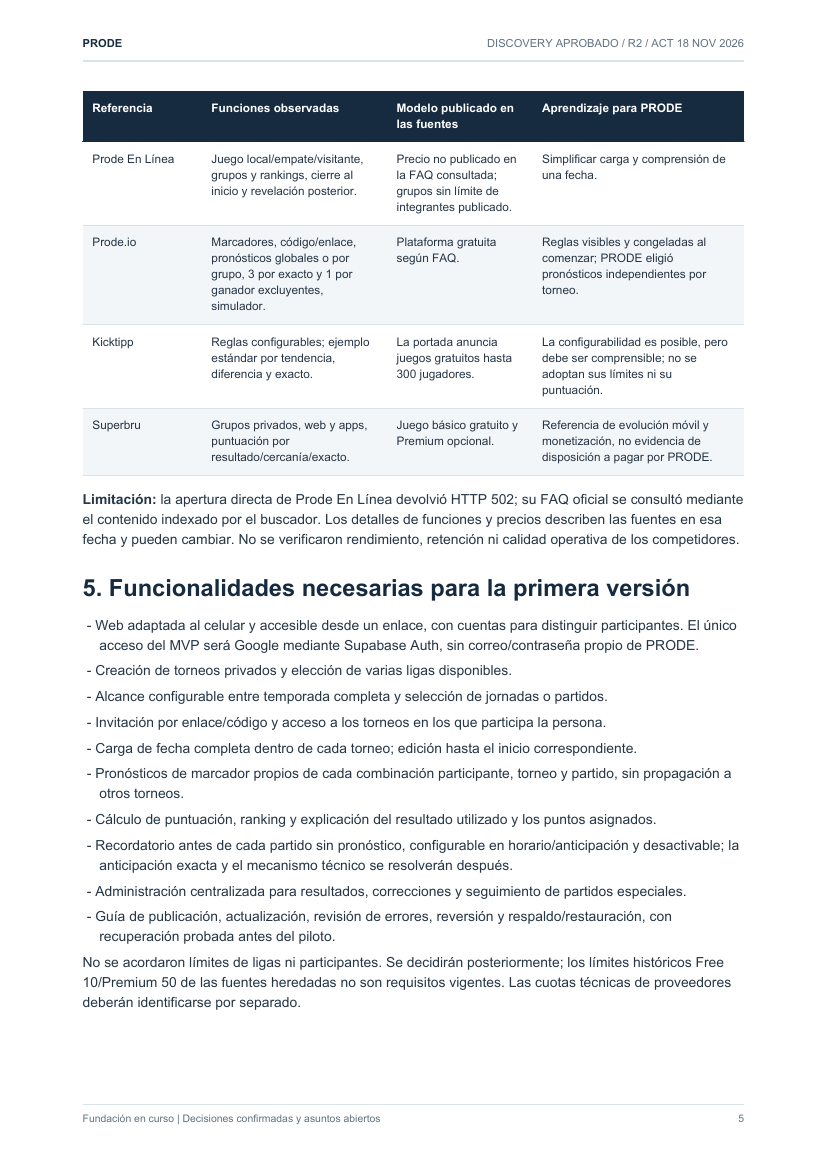 PRODE
DISCOVERY APROBADO / R2 / ACT 18 NOV 2026
Referencia
Funciones observadas
Modelo publicado en
las fuentes
Aprendizaje para PRODE
Prode En Línea
Juego local/empate/visitante,
grupos y rankings, cierre al
inicio y revelación posterior.
Precio no publicado en
la FAQ consultada;
grupos sin límite de
integrantes publicado.
Simplificar carga y comprensión de
una fecha.
Prode.io
Marcadores, código/enlace,
pronósticos globales o por
grupo, 3 por exacto y 1 por
ganador excluyentes,
simulador.
Plataforma gratuita
según FAQ.
Reglas visibles y congeladas al
comenzar; PRODE eligió
pronósticos independientes por
torneo.
Kicktipp
Reglas configurables; ejemplo
estándar por tendencia,
diferencia y exacto.
La portada anuncia
juegos gratuitos hasta
300 jugadores.
La configurabilidad es posible, pero
debe ser comprensible; no se
adoptan sus límites ni su
puntuación.
Superbru
Grupos privados, web y apps,
puntuación por
resultado/cercanía/exacto.
Juego básico gratuito y
Premium opcional.
Referencia de evolución móvil y
monetización, no evidencia de
disposición a pagar por PRODE.
Limitación: la apertura directa de Prode En Línea devolvió HTTP 502; su FAQ oficial se consultó mediante
el contenido indexado por el buscador. Los detalles de funciones y precios describen las fuentes en esa
fecha y pueden cambiar. No se verificaron rendimiento, retención ni calidad operativa de los competidores.
5. Funcionalidades necesarias para la primera versión
- Web adaptada al celular y accesible desde un enlace, con cuentas para distinguir participantes. El único
acceso del MVP será Google mediante Supabase Auth, sin correo/contraseña propio de PRODE.
- Creación de torneos privados y elección de varias ligas disponibles.
- Alcance configurable entre temporada completa y selección de jornadas o partidos.
- Invitación por enlace/código y acceso a los torneos en los que participa la persona.
- Carga de fecha completa dentro de cada torneo; edición hasta el inicio correspondiente.
- Pronósticos de marcador propios de cada combinación participante, torneo y partido, sin propagación a
otros torneos.
- Cálculo de puntuación, ranking y explicación del resultado utilizado y los puntos asignados.
- Recordatorio antes de cada partido sin pronóstico, configurable en horario/anticipación y desactivable; la
anticipación exacta y el mecanismo técnico se resolverán después.
- Administración centralizada para resultados, correcciones y seguimiento de partidos especiales.
- Guía de publicación, actualización, revisión de errores, reversión y respaldo/restauración, con
recuperación probada antes del piloto.
No se acordaron límites de ligas ni participantes. Se decidirán posteriormente; los límites históricos Free
10/Premium 50 de las fuentes heredadas no son requisitos vigentes. Las cuotas técnicas de proveedores
deberán identificarse por separado.
Fundación en curso | Decisiones confirmadas y asuntos abiertos
5